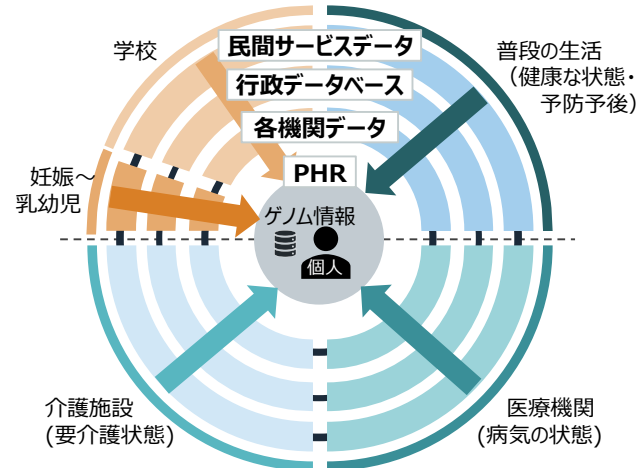 学校
民間サービスデータ
行政データベース
各機関データ
PHR
普段の生活
（健康な状態・
予防予後）
妊娠～
乳幼児
ゲノム情報
個人
介護施設
(要介護状態)
医療機関
(病気の状態)